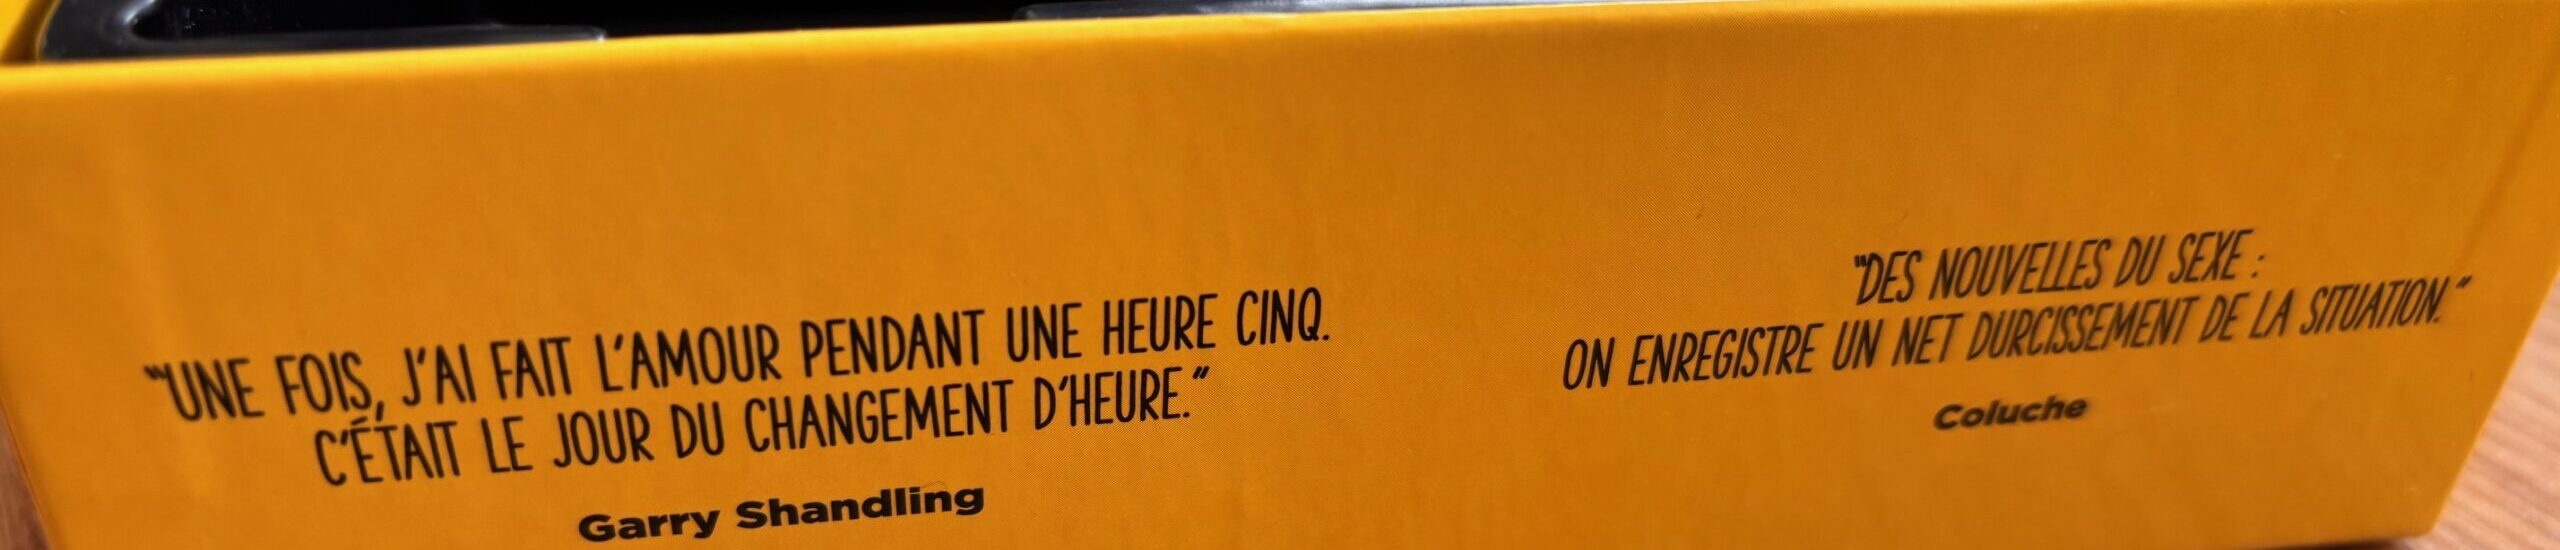 "UNE FOIS, J'AI FAIT L'AMOUR PENDANT UNE HEURE CINQ.
C'ÉTAIT LE JOUR DU CHANGEMENT D'HEURE."
Garry Shandling
"DES NOUVELLES DU SEXE :
ON ENREGISTRE UN NET DURCISSEMENT DE LA SITUATION."
Coluche